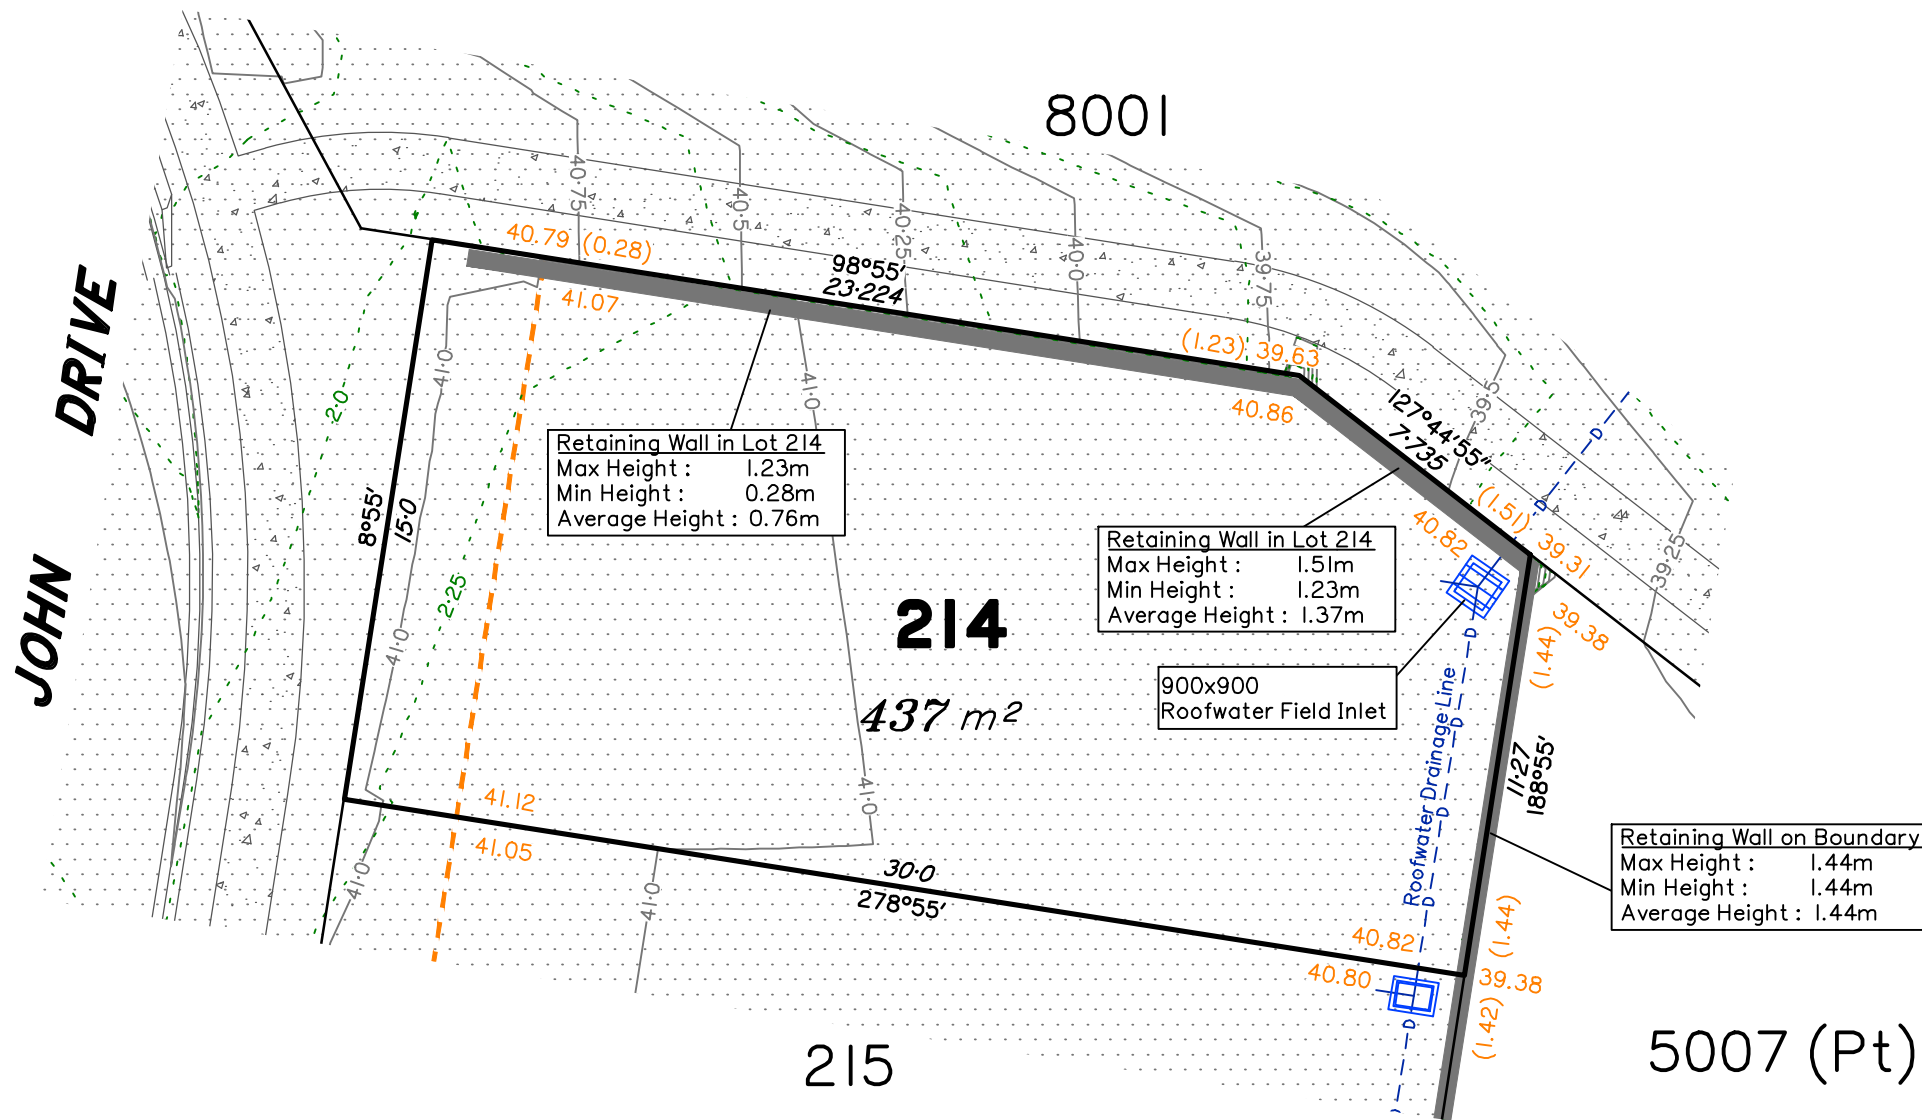 8001
40·75
40·5
40·25
40·0
39·75
39·5
39·25
40.79 (0.28)
41.07
98°55'
23·224
(1.23) 39.63
40.86
127°44'55"
7·735
(1.51) 39.31
40.82
39.38
(1.44)
JOHN DRIVE
2·0
2·25
8°55'
15·0
41·0
41·0
41·0
41·0
41·0
41·0
Retaining Wall in Lot 214
Max Height : 1.23m
Min Height : 0.28m
Average Height : 0.76m
Retaining Wall in Lot 214
Max Height : 1.51m
Min Height : 1.23m
Average Height : 1.37m
900x900
Roofwater Field Inlet
214
437 m²
D
D
D
D
D
D
D
Roofwater Drainage Line
11·27
188°55'
Retaining Wall on Boundary
Max Height : 1.44m
Min Height : 1.44m
Average Height : 1.44m
41.12
41.05
30·0
278°55'
40.82
40.80
(1.44)
39.38
(1.42)
215
5007 (Pt)